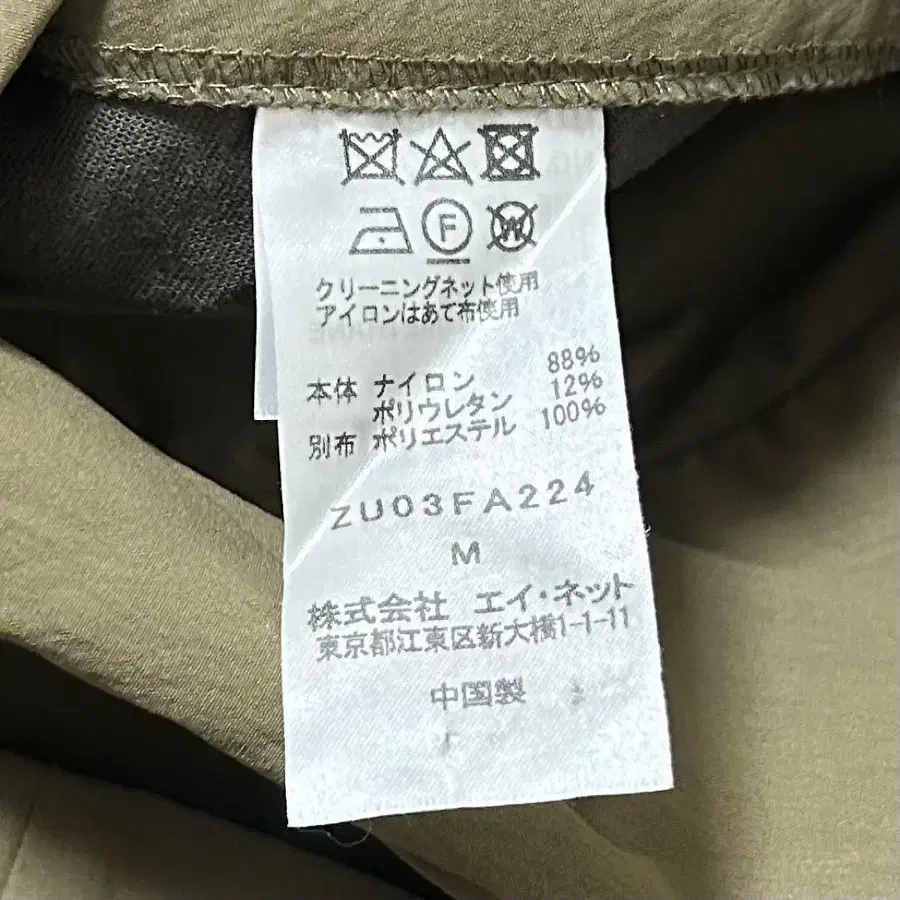 F W
クリーニングネット使用
アイロンはあて布使用
本体 ナイロン 88%
ポリウレタン 12%
別布 ポリエステル 100%
ZU03FA224
M
株式会社 エイ・ネット
東京都江東区新大橋1-1-11
中国製